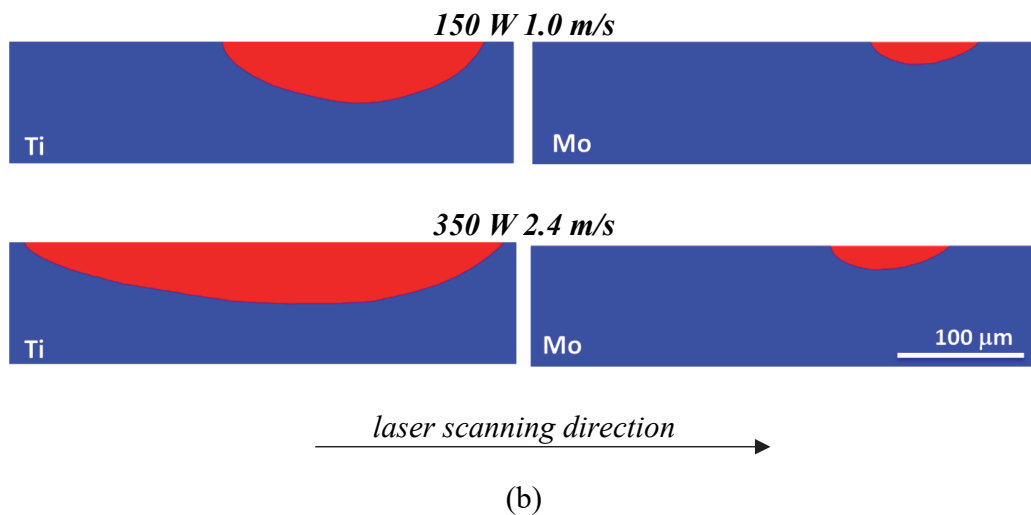 150 W 1.0 m/s
Ti
Mo
350 W 2.4 m/s
Ti
Mo
100 μm
laser scanning direction
(b)